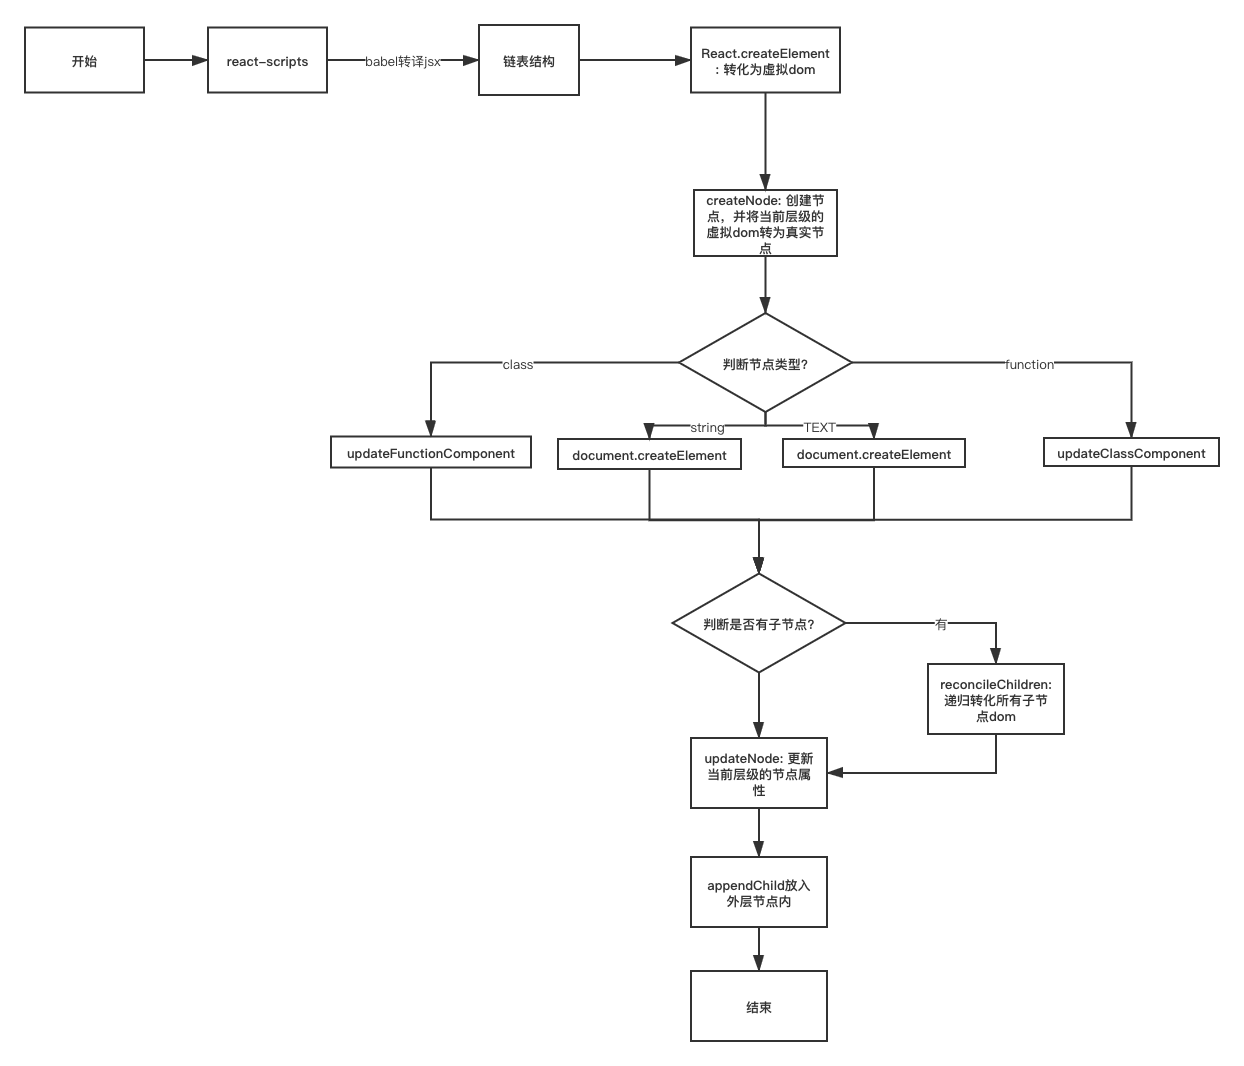 开始
react-scripts
babel转译jsx
链表结构
React.createElement
: 转化为虚拟dom
createNode: 创建节
点，并将当前层级的
虚拟dom转为真实节
点
判断节点类型?
class
function
string
TEXT
updateFunctionComponent
document.createElement
document.createElement
updateClassComponent
判断是否有子节点?
有
reconcileChildren:
递归转化所有子节
点dom
updateNode: 更新
当前层级的节点属
性
appendChild放入
外层节点内
结束